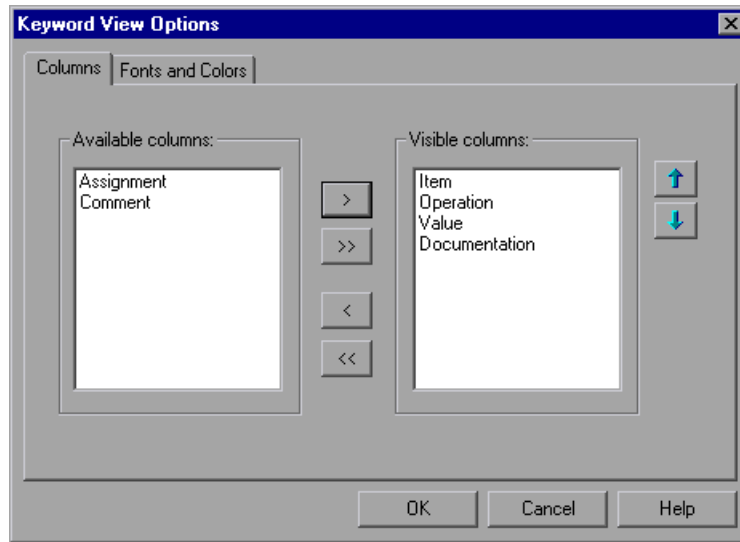 Keyword View Options
Columns
Fonts and Colors
Available columns:
Assignment
Comment
>
>>
<
<<
Visible columns:
Item
Operation
Value
Documentation
OK
Cancel
Help